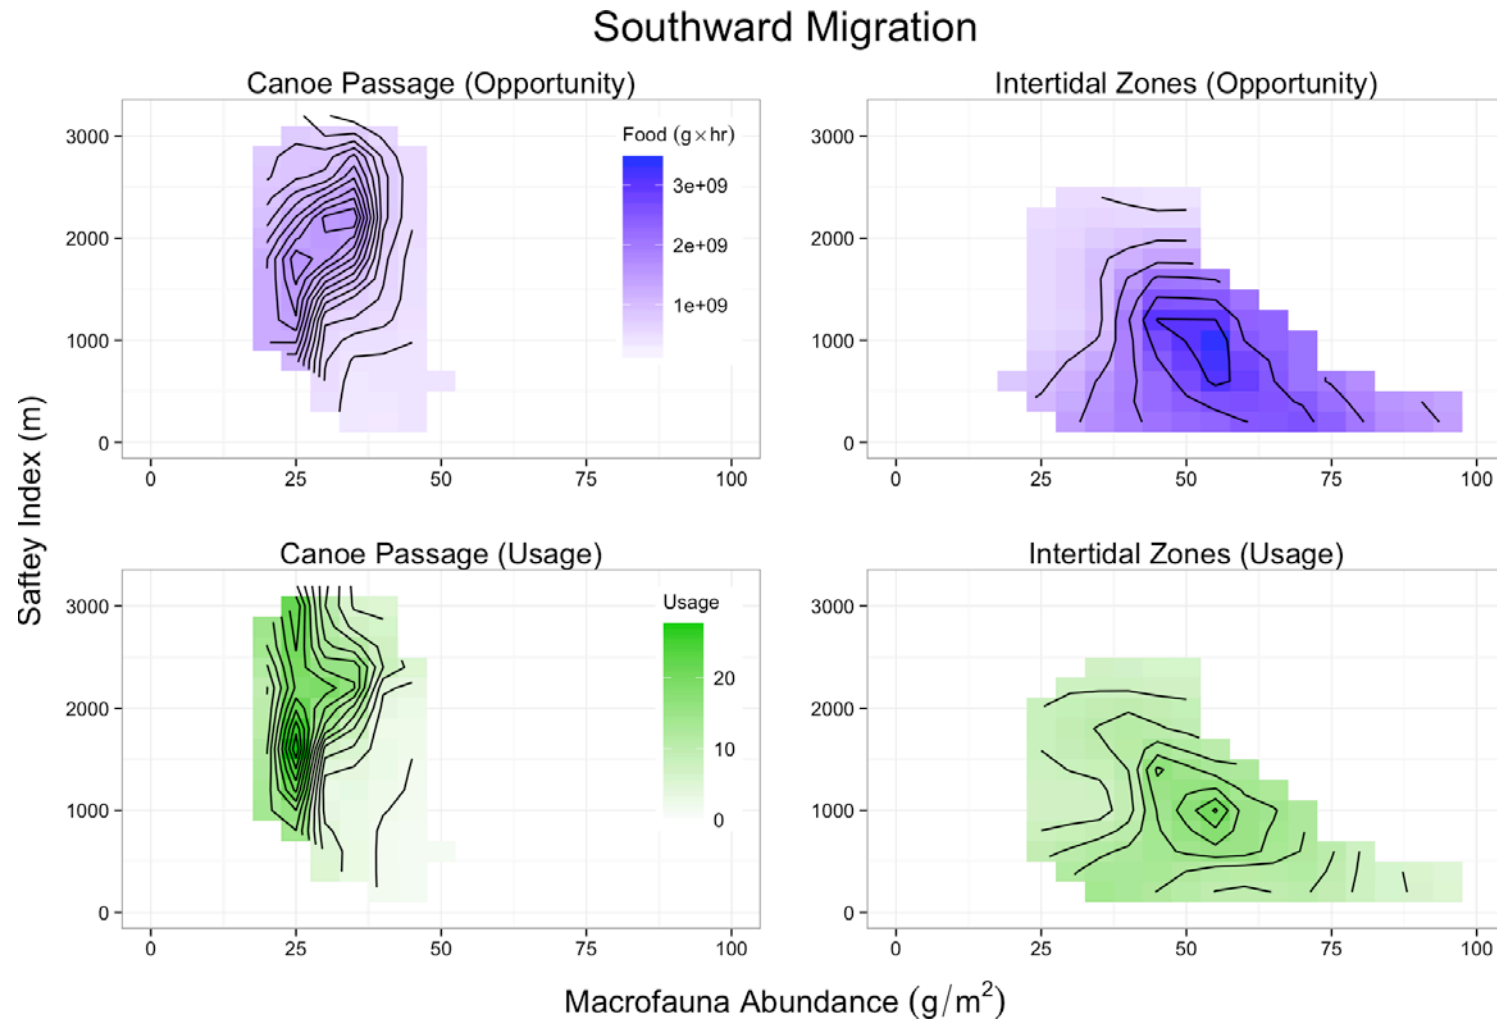 Southward Migration
Canoe Passage (Opportunity)
Intertidal Zones (Opportunity)
3000
2000
1000
0
Food (g×hr)
3e+09
2e+09
1e+09
0 25 50 75 100
3000
2000
1000
0
0 25 50 75 100
Saftey Index (m)
Canoe Passage (Usage)
Intertidal Zones (Usage)
3000
2000
1000
0
Usage
20
10
0
0 25 50 75 100
3000
2000
1000
0
0 25 50 75 100
Macrofauna Abundance (g/m²)